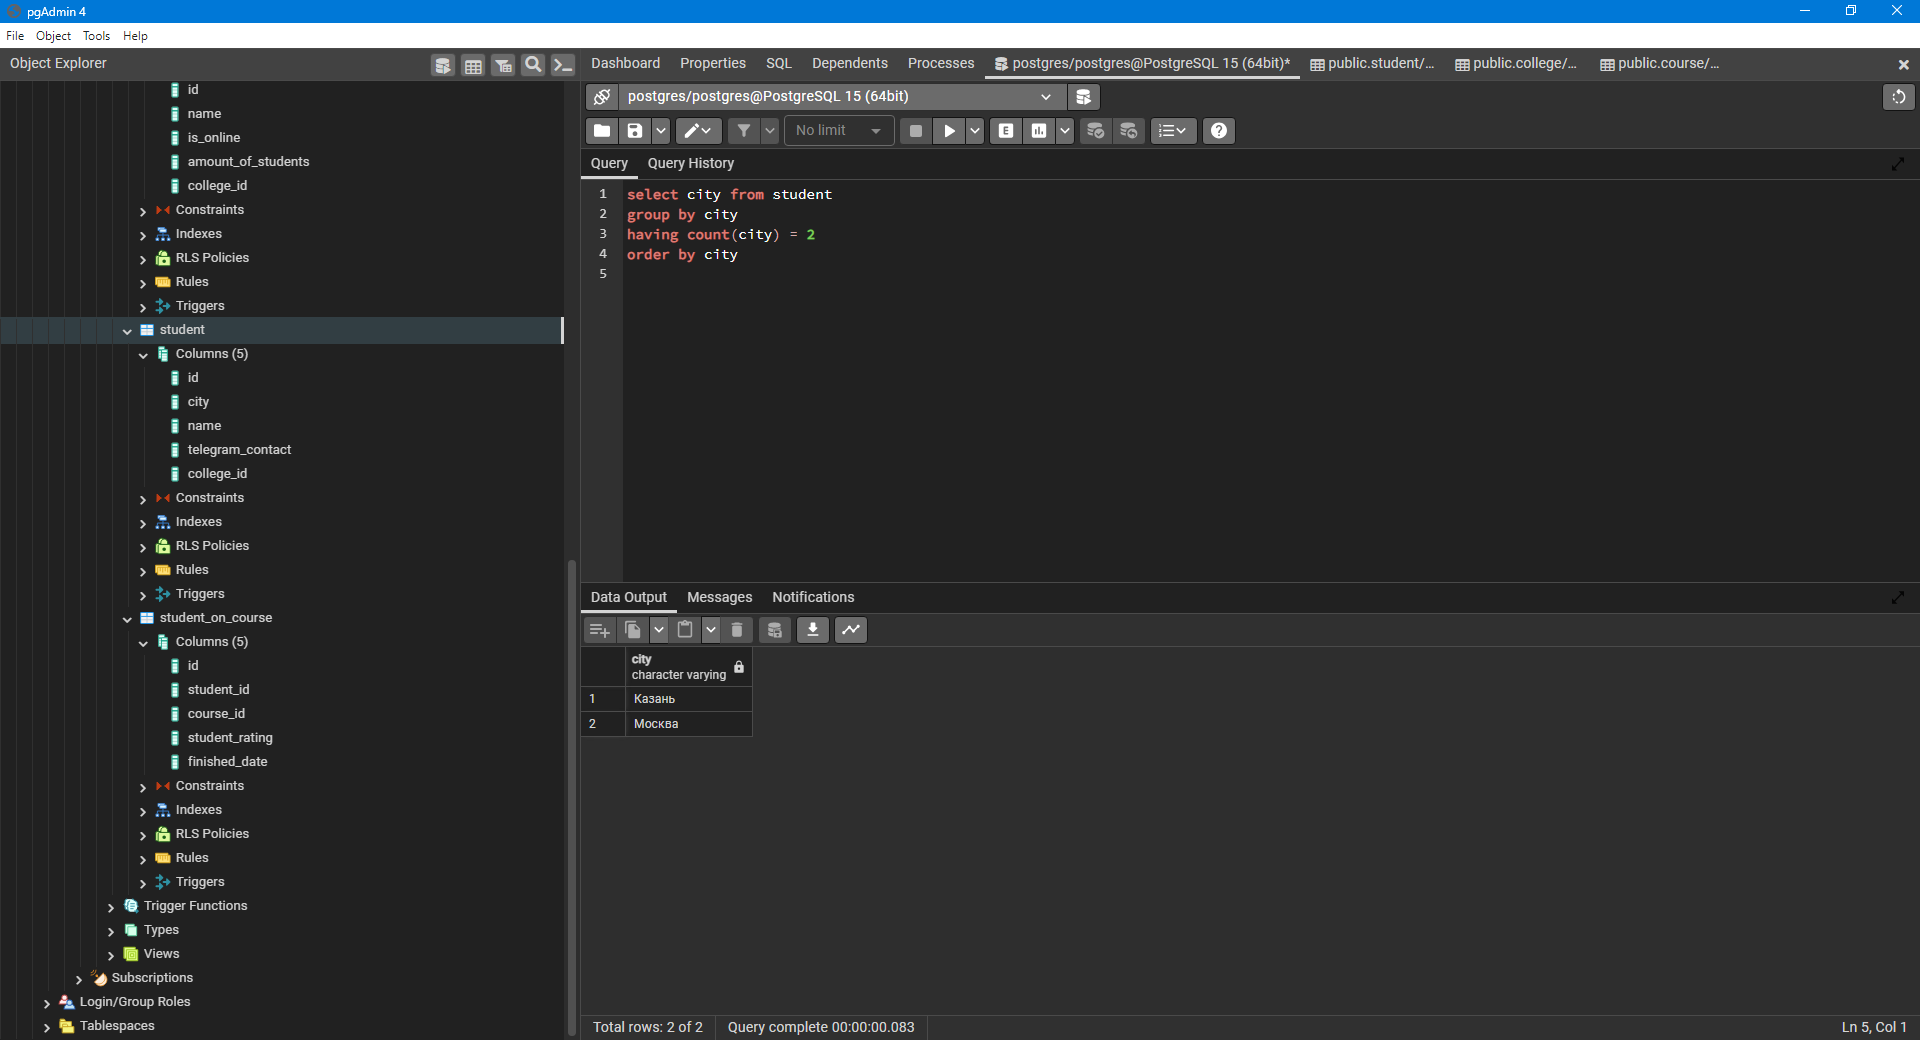 pgAdmin 4
File Object Tools Help
Object Explorer
Dashboard Properties SQL Dependents Processes postgres/postgres@PostgreSQL 15 (64bit)* public.student/... public.college/... public.course/...
postgres/postgres@PostgreSQL 15 (64bit)
No limit
E
Query Query History
1 select city from student
2 group by city
3 having count(city) = 2
4 order by city
5
id
name
is_online
amount_of_students
college_id
Constraints
Indexes
RLS Policies
Rules
Triggers
student
Columns (5)
id
city
name
telegram_contact
college_id
Constraints
Indexes
RLS Policies
Rules
Triggers
student_on_course
Columns (5)
id
student_id
course_id
student_rating
finished_date
Constraints
Indexes
RLS Policies
Rules
Triggers
Trigger Functions
Types
Views
Subscriptions
Login/Group Roles
Tablespaces
Data Output Messages Notifications
city
character varying
1 Казань
2 Москва
Total rows: 2 of 2 Query complete 00:00:00.083 Ln 5, Col 1